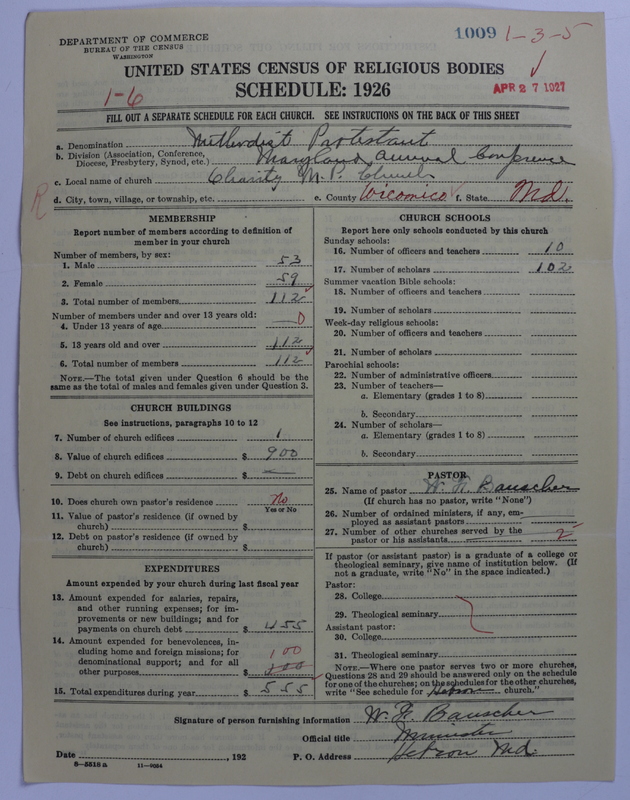 DEPARTMENT OF COMMERCE
BUREAU OF THE CENSUS
WASHINGTON
1009 1-3-5
UNITED STATES CENSUS OF RELIGIOUS BODIES
SCHEDULE: 1926
1-6
APR 27 1927
FILL OUT A SEPARATE SCHEDULE FOR EACH CHURCH. SEE INSTRUCTIONS ON THE BACK OF THIS SHEET
a. Denomination Methodist Protestant
b. Division (Association, Conference, Diocese, Presbytery, Synod, etc.) Maryland Annual Conference
c. Local name of church Charity M. P. Church
R
d. City, town, village, or township, etc. e. County Wicomico f. State Md.
MEMBERSHIP
Report number of members according to definition of
member in your church
Number of members, by sex:
1. Male 53
2. Female 59
3. Total number of members 112
Number of members under and over 13 years old:
4. Under 13 years of age 0
5. 13 years old and over 112
6. Total number of members 112
NOTE.—The total given under Question 6 should be the
same as the total of males and females given under Question 3.
CHURCH BUILDINGS
See instructions, paragraphs 10 to 12
7. Number of church edifices 1
8. Value of church edifices $ 900
9. Debt on church edifices $ —
10. Does church own pastor's residence No
Yes or No
11. Value of pastor's residence (if owned by
church) $
12. Debt on pastor's residence (if owned by
church) $
EXPENDITURES
Amount expended by your church during last fiscal year
13. Amount expended for salaries, repairs,
and other running expenses; for im-
provements or new buildings; and for
payments on church debt $ 455
14. Amount expended for benevolences, in-
cluding home and foreign missions; for
denominational support; and for all
other purposes $ 100
15. Total expenditures during year $ 555
CHURCH SCHOOLS
Report here only schools conducted by this church
Sunday schools:
16. Number of officers and teachers 10
17. Number of scholars 102
Summer vacation Bible schools:
18. Number of officers and teachers
19. Number of scholars
Week-day religious schools:
20. Number of officers and teachers
21. Number of scholars
Parochial schools:
22. Number of administrative officers
23. Number of teachers—
a. Elementary (grades 1 to 8)
b. Secondary
24. Number of scholars—
a. Elementary (grades 1 to 8)
b. Secondary
PASTOR
25. Name of pastor W. H. Bauscher
(If church has no pastor, write "None")
26. Number of ordained ministers, if any, em-
ployed as assistant pastors
27. Number of other churches served by the
pastor or his assistants 2
If pastor (or assistant pastor) is a graduate of a college or
theological seminary, give name of institution below. (If
not a graduate, write "No" in the space indicated.)
Pastor:
28. College
29. Theological seminary
Assistant pastor:
30. College
31. Theological seminary
NOTE.—Where one pastor serves two or more churches,
Questions 28 and 29 should be answered only on the schedule
for one of the churches; on the schedules for the other churches,
write "See schedule for Hebron church."
Signature of person furnishing information W. H. Bauscher
Official title Minister
Date , 192 P. O. Address Hebron Md.
8—5518 a 11—9054